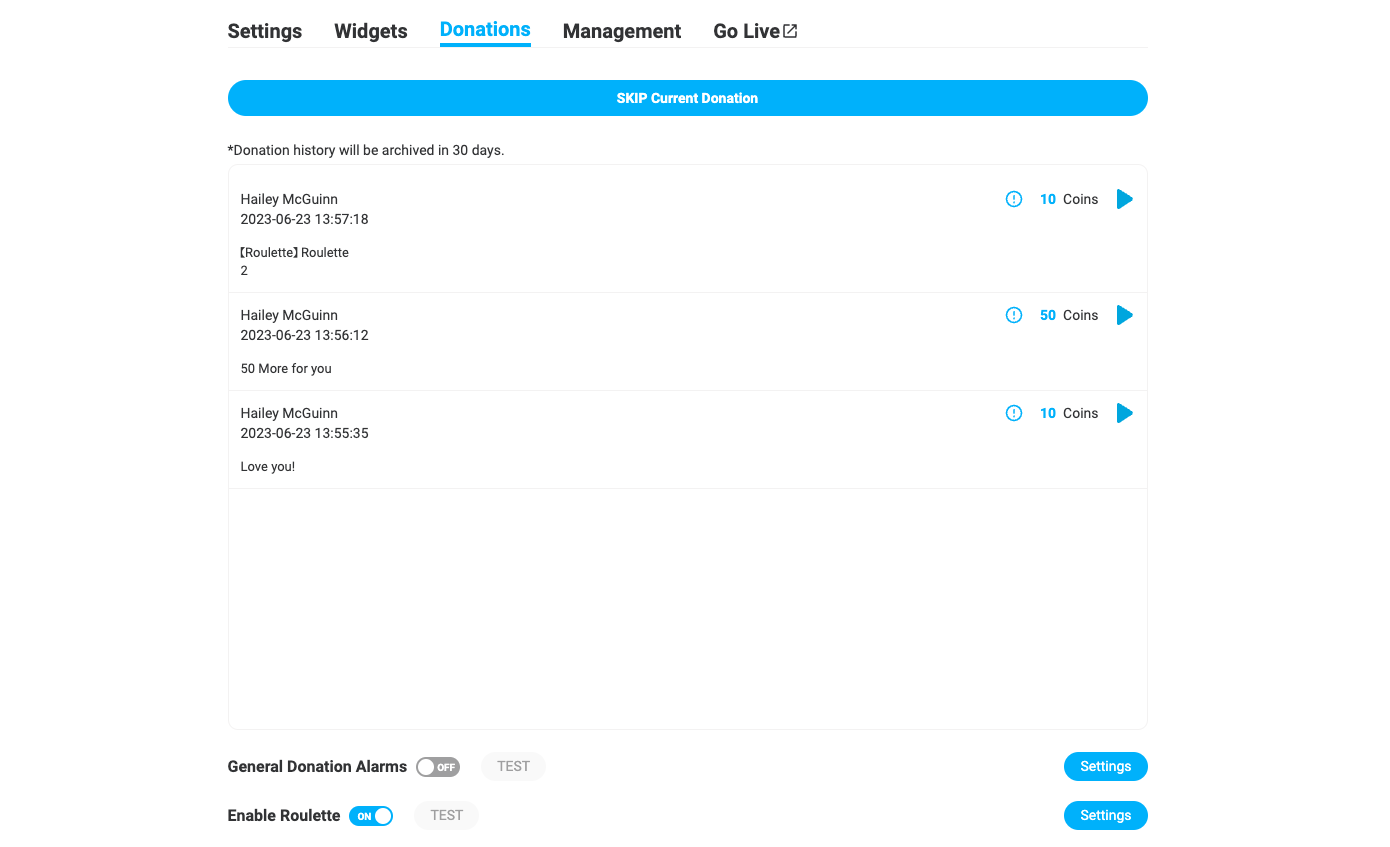 Settings Widgets Donations Management Go Live
SKIP Current Donation
*Donation history will be archived in 30 days.
Hailey McGuinn 10 Coins
2023-06-23 13:57:18
【Roulette】Roulette
2
Hailey McGuinn 50 Coins
2023-06-23 13:56:12
50 More for you
Hailey McGuinn 10 Coins
2023-06-23 13:55:35
Love you!
General Donation Alarms OFF TEST Settings
Enable Roulette ON TEST Settings